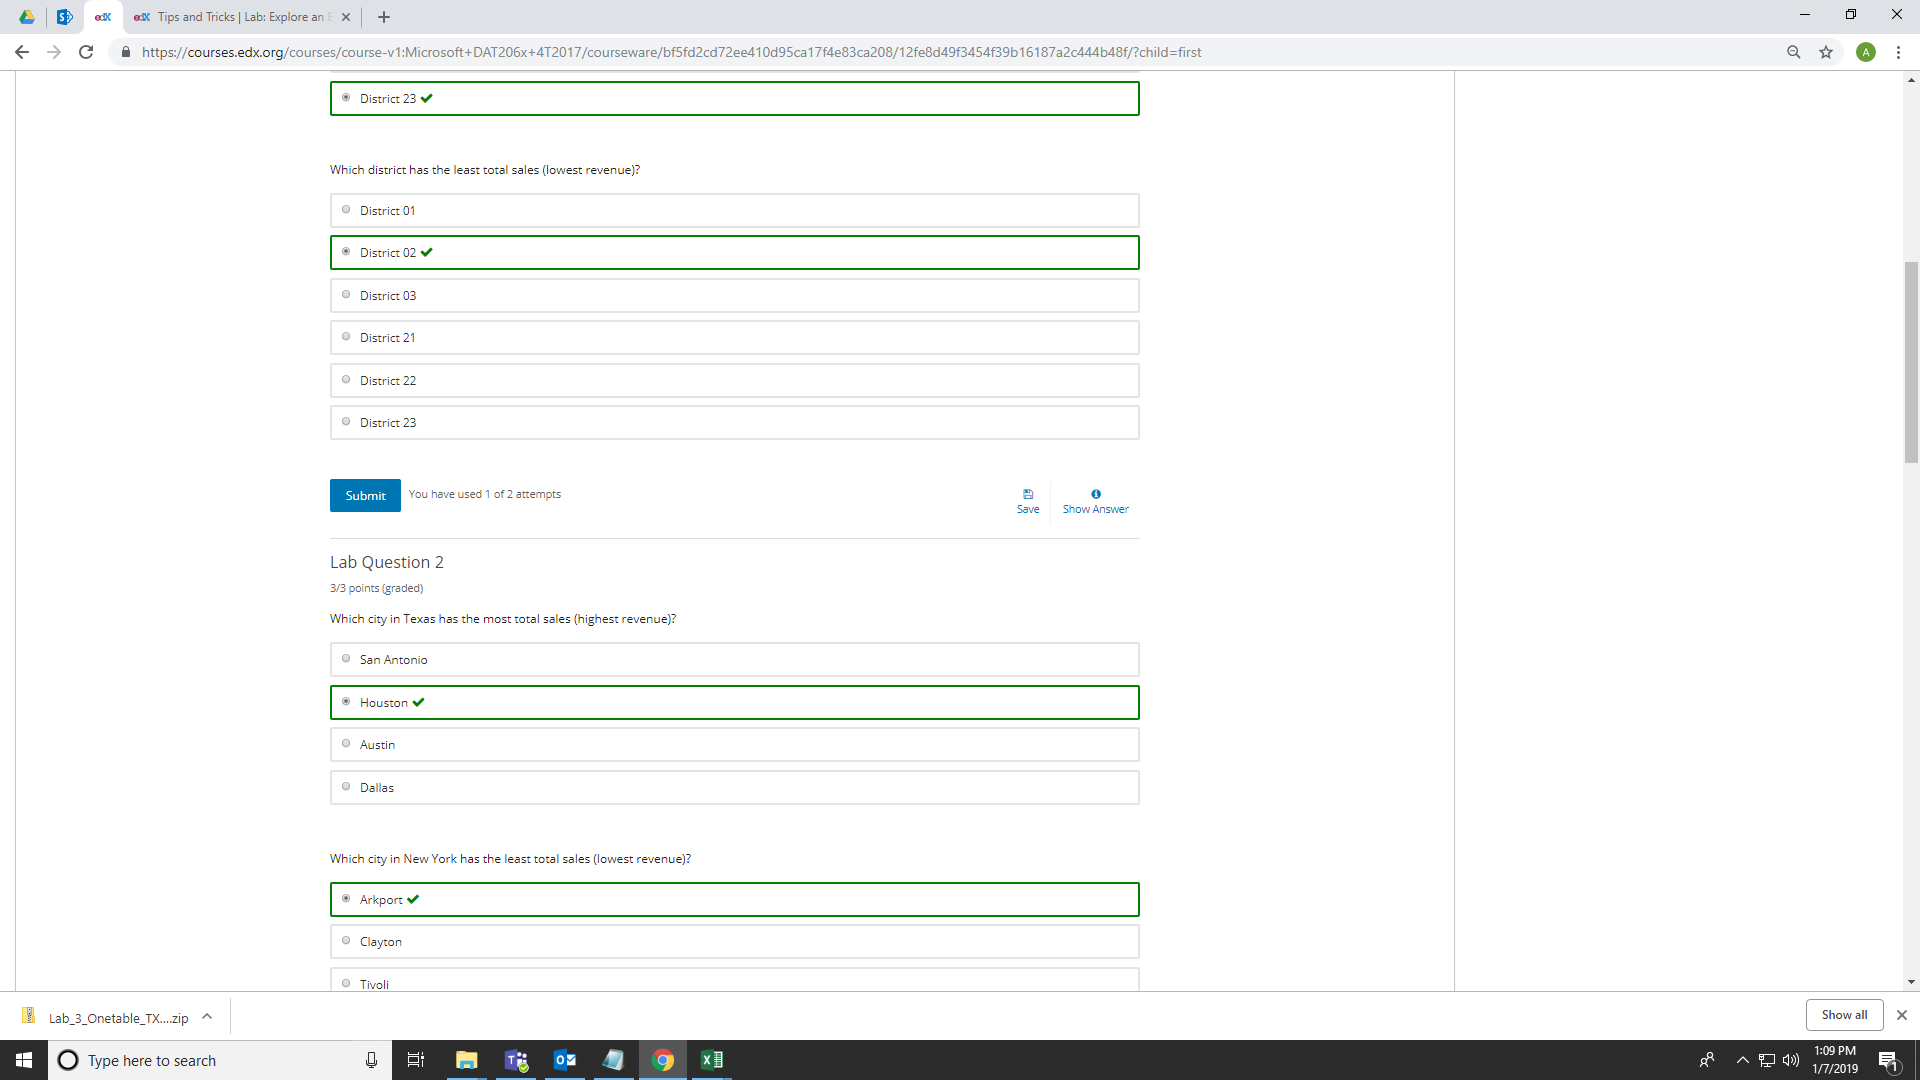 edX Tips and Tricks | Lab: Explore an E
https://courses.edx.org/courses/course-v1:Microsoft+DAT206x+4T2017/courseware/bf5fd2cd72ee410d95ca17f4e83ca208/12fe8d49f3454f39b16187a2c444b48f/?child=first
A
District 23
Which district has the least total sales (lowest revenue)?
District 01
District 02
District 03
District 21
District 22
District 23
Submit
You have used 1 of 2 attempts
Save
Show Answer
Lab Question 2
3/3 points (graded)
Which city in Texas has the most total sales (highest revenue)?
San Antonio
Houston
Austin
Dallas
Which city in New York has the least total sales (lowest revenue)?
Arkport
Clayton
Tivoli
Lab_3_Onetable_TX....zip
Show all
Type here to search
1:09 PM
1/7/2019
1